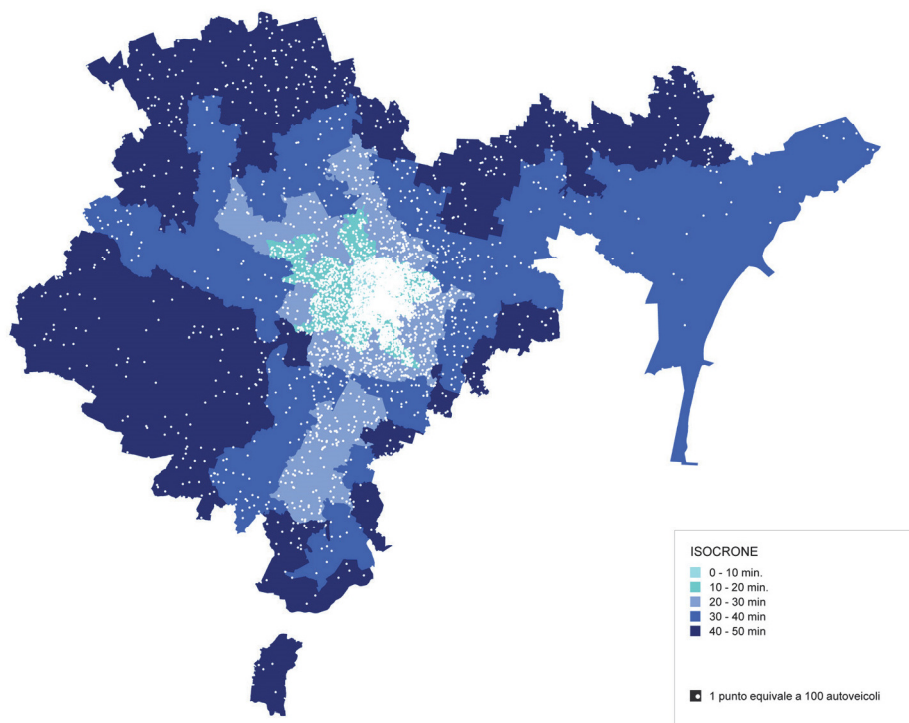 ISOCRONE
0 - 10 min.
10 - 20 min.
20 - 30 min
30 - 40 min
40 - 50 min
1 punto equivale a 100 autoveicoli